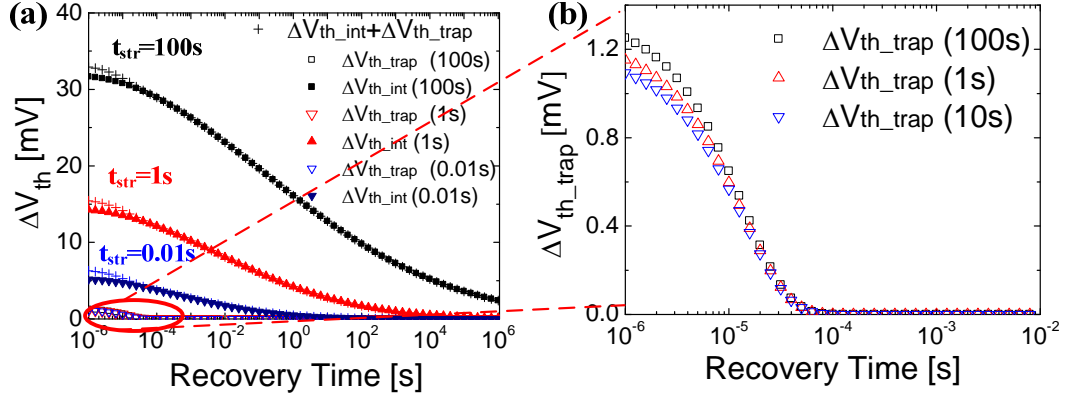 (a)
ΔVth_int+ΔVth_trap
tstr=100s
ΔVth_trap (100s)
ΔVth_int (100s)
ΔVth_trap (1s)
ΔVth_int (1s)
ΔVth_trap (0.01s)
ΔVth_int (0.01s)
tstr=1s
tstr=0.01s
40
30
20
10
0
ΔVth [mV]
10-6 10-4 10-2 100 102 104 106
Recovery Time [s]
(b)
ΔVth_trap (100s)
ΔVth_trap (1s)
ΔVth_trap (10s)
1.2
0.8
0.4
0.0
ΔVth_trap [mV]
10-6 10-5 10-4 10-3 10-2
Recovery Time [s]